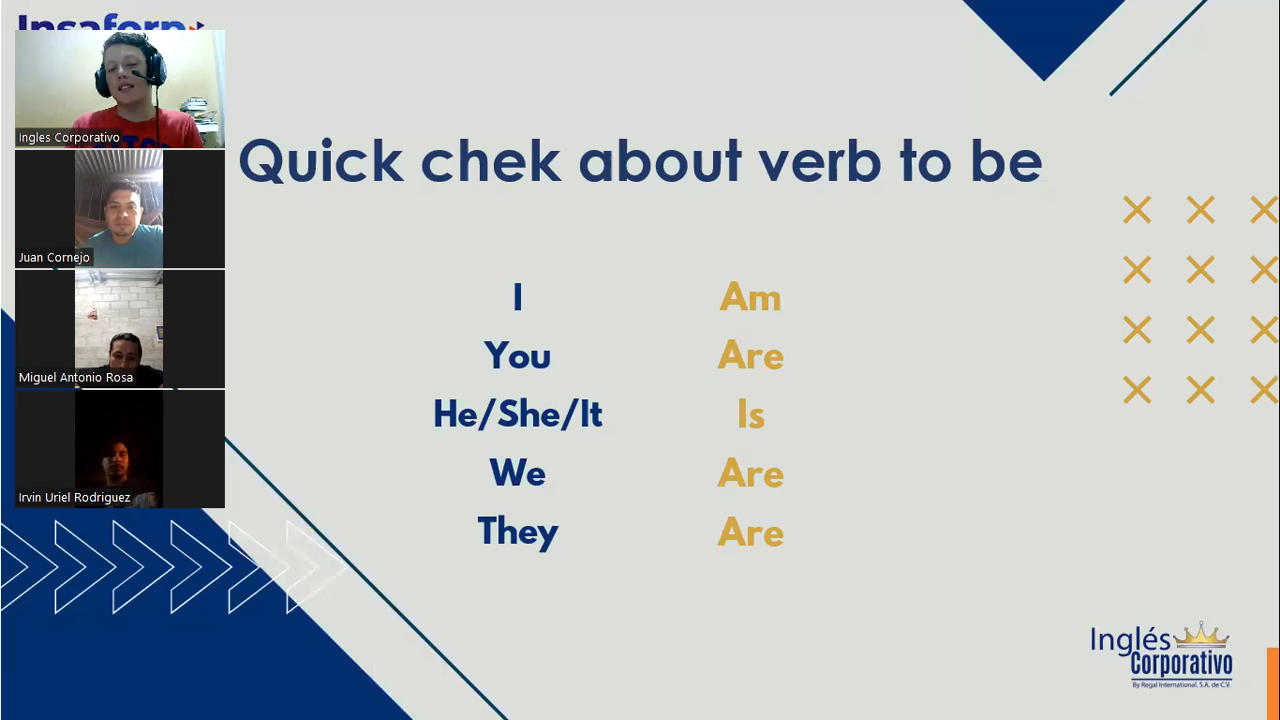 Insaforp
Ingles Corporativo
Juan Cornejo
Miguel Antonio Rosa
Irvin Uriel Rodriguez
Quick chek about verb to be
I Am
You Are
He/She/It Is
We Are
They Are
Inglés
Corporativo
By Regal International, S.A. de C.V.